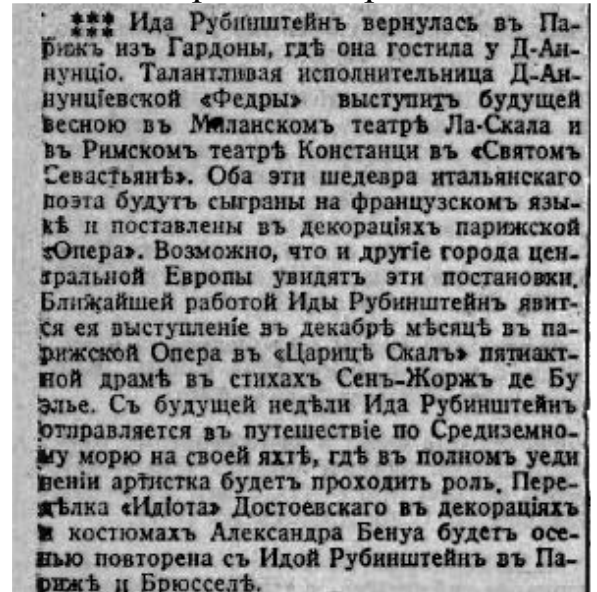 ⁂ Ида Рубинштейнъ вернулась въ Па-
рижъ изъ Гардоны, гдѣ она гостила у Д-Ан-
нунціо. Талантливая исполнительница Д-Ан-
нунціевской «Федры» выступитъ будущей
весною въ Миланскомъ театрѣ Ла-Скала и
въ Римскомъ театрѣ Констанци въ «Святомъ
Севастьянѣ». Оба эти шедевра итальянскаго
поэта будутъ сыграны на французскомъ язы-
кѣ и поставлены въ декораціяхъ парижской
«Опера». Возможно, что и другіе города цен-
тральной Европы увидятъ эти постановки.
Ближайшей работой Иды Рубинштейнъ явит-
ся ея выступленіе въ декабрѣ мѣсяцѣ въ па-
рижской Опера въ «Царицѣ Скалъ» пятиакт-
ной драмѣ въ стихахъ Сенъ-Жоржъ де Бу
элье. Съ будущей недѣли Ида Рубинштейнъ
отправляется въ путешествіе по Средиземно-
му морю на своей яхтѣ, гдѣ въ полномъ уеди
неніи артистка будетъ проходить роль. Пере-
дѣлка «Идіота» Достоевскаго въ декораціяхъ
и костюмахъ Александра Бенуа будетъ осе-
нью повторена съ Идой Рубинштейнъ въ Па-
рижѣ и Брюсселѣ.